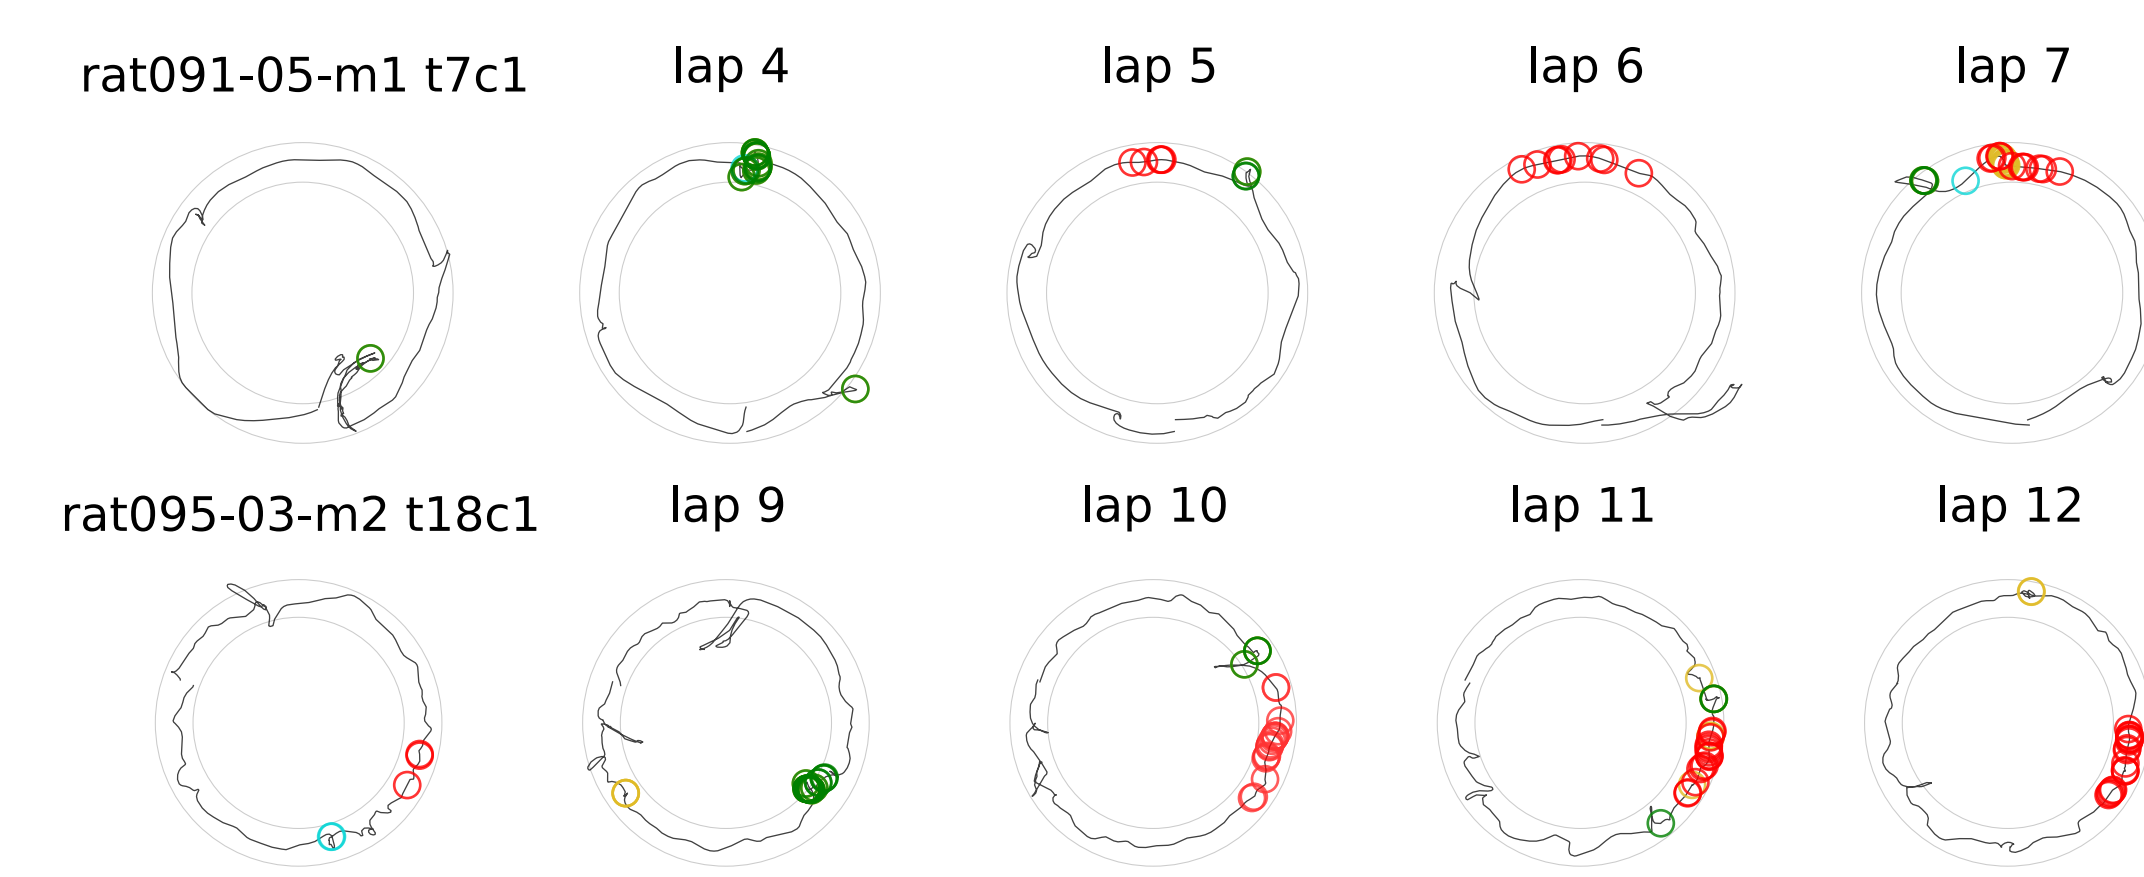 rat091-05-m1 t7c1 lap 4 lap 5 lap 6 lap 7
rat095-03-m2 t18c1 lap 9 lap 10 lap 11 lap 12